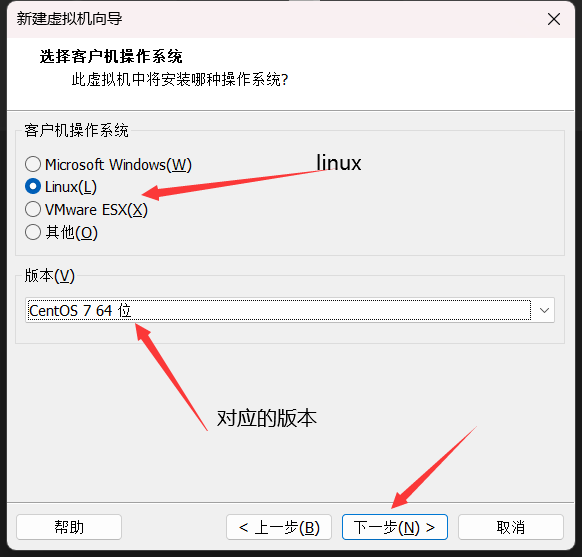 新建虚拟机向导
选择客户机操作系统
此虚拟机中将安装哪种操作系统?
客户机操作系统
Microsoft Windows(W)
linux
Linux(L)
VMware ESX(X)
其他(O)
版本(V)
CentOS 7 64 位
对应的版本
帮助
< 上一步(B)
下一步(N) >
取消